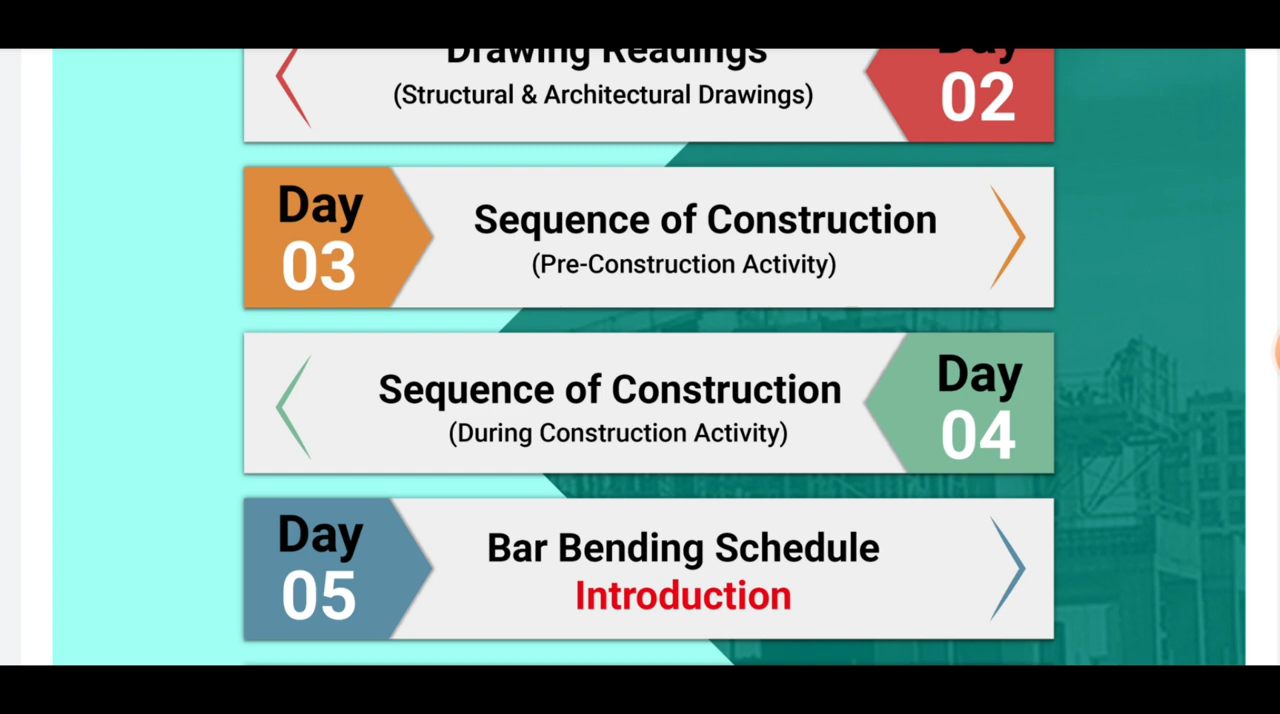 Drawing Readings
(Structural & Architectural Drawings)
Day
02
Day
03
Sequence of Construction
(Pre-Construction Activity)
Sequence of Construction
(During Construction Activity)
Day
04
Day
05
Bar Bending Schedule
Introduction